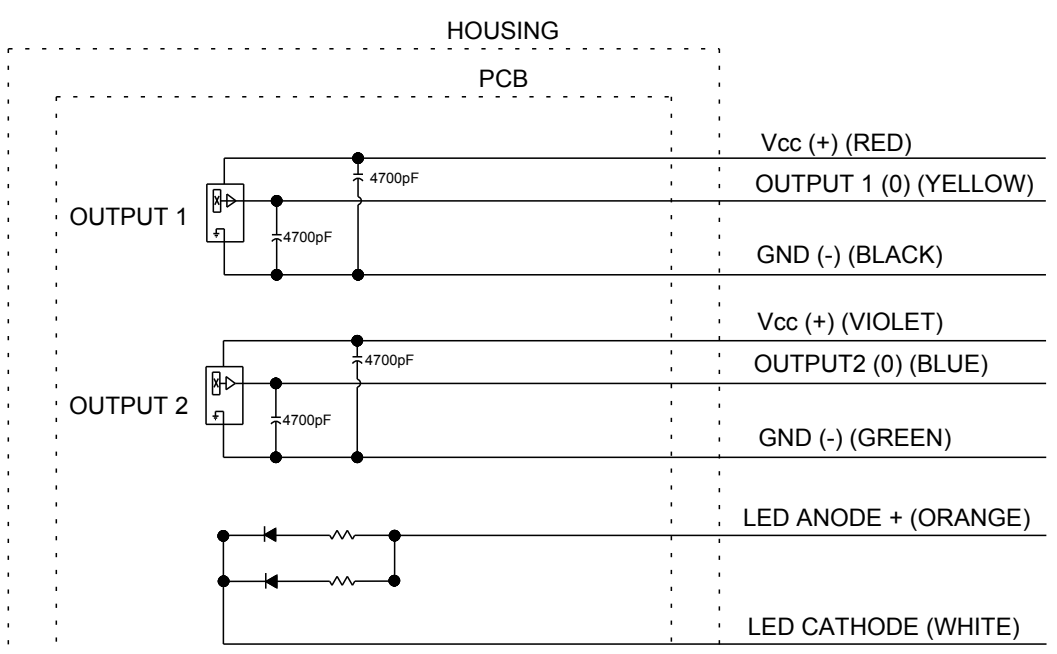 HOUSING
PCB
Vcc (+) (RED)
4700pF
OUTPUT 1 (0) (YELLOW)
X
OUTPUT 1
4700pF
GND (-) (BLACK)
Vcc (+) (VIOLET)
4700pF
OUTPUT2 (0) (BLUE)
X
OUTPUT 2
4700pF
GND (-) (GREEN)
LED ANODE + (ORANGE)
LED CATHODE (WHITE)